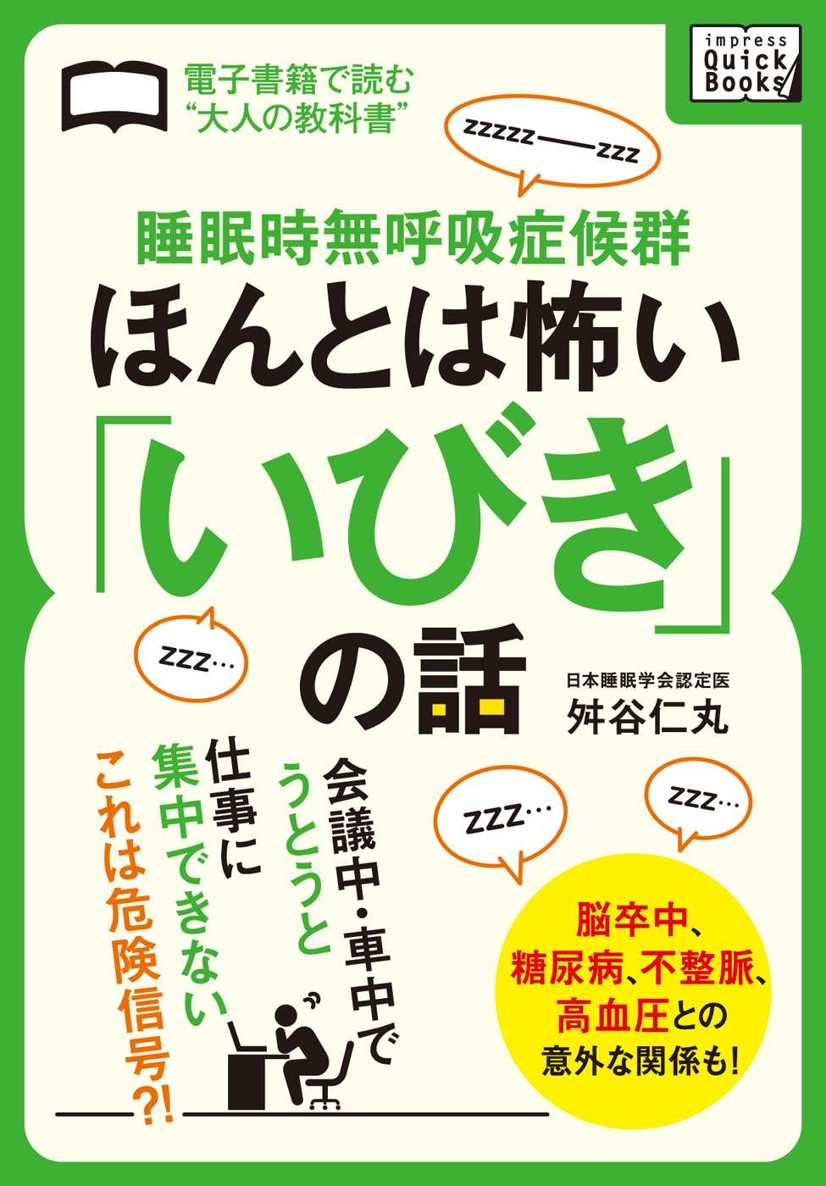 電子書籍で読む
“大人の教科書”
impress
Quick
Books
zzzzz――zzz
睡眠時無呼吸症候群
ほんとは怖い
「いびき」
の話
zzz…
日本睡眠学会認定医
舛谷仁丸
会議中・車中で
うとうと
仕事に
集中できない
これは危険信号?!
zzz…
zzz…
脳卒中、
糖尿病、不整脈、
高血圧との
意外な関係も!